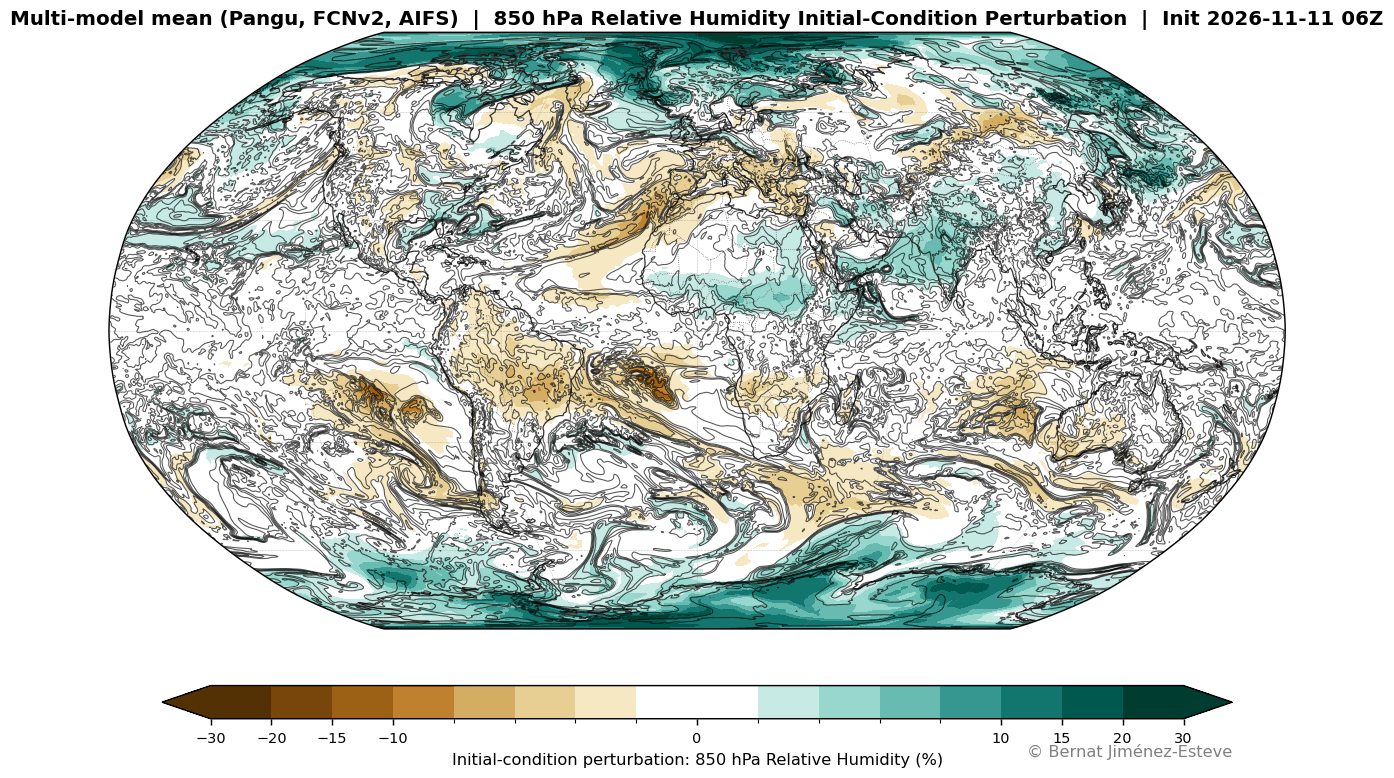 Multi-model mean (Pangu, FCNv2, AIFS)  |  850 hPa Relative Humidity Initial-Condition Perturbation  |  Init 2026-11-11 06Z
−30 −20 −15 −10 0 10 15 20 30
© Bernat Jiménez-Esteve
Initial-condition perturbation: 850 hPa Relative Humidity (%)